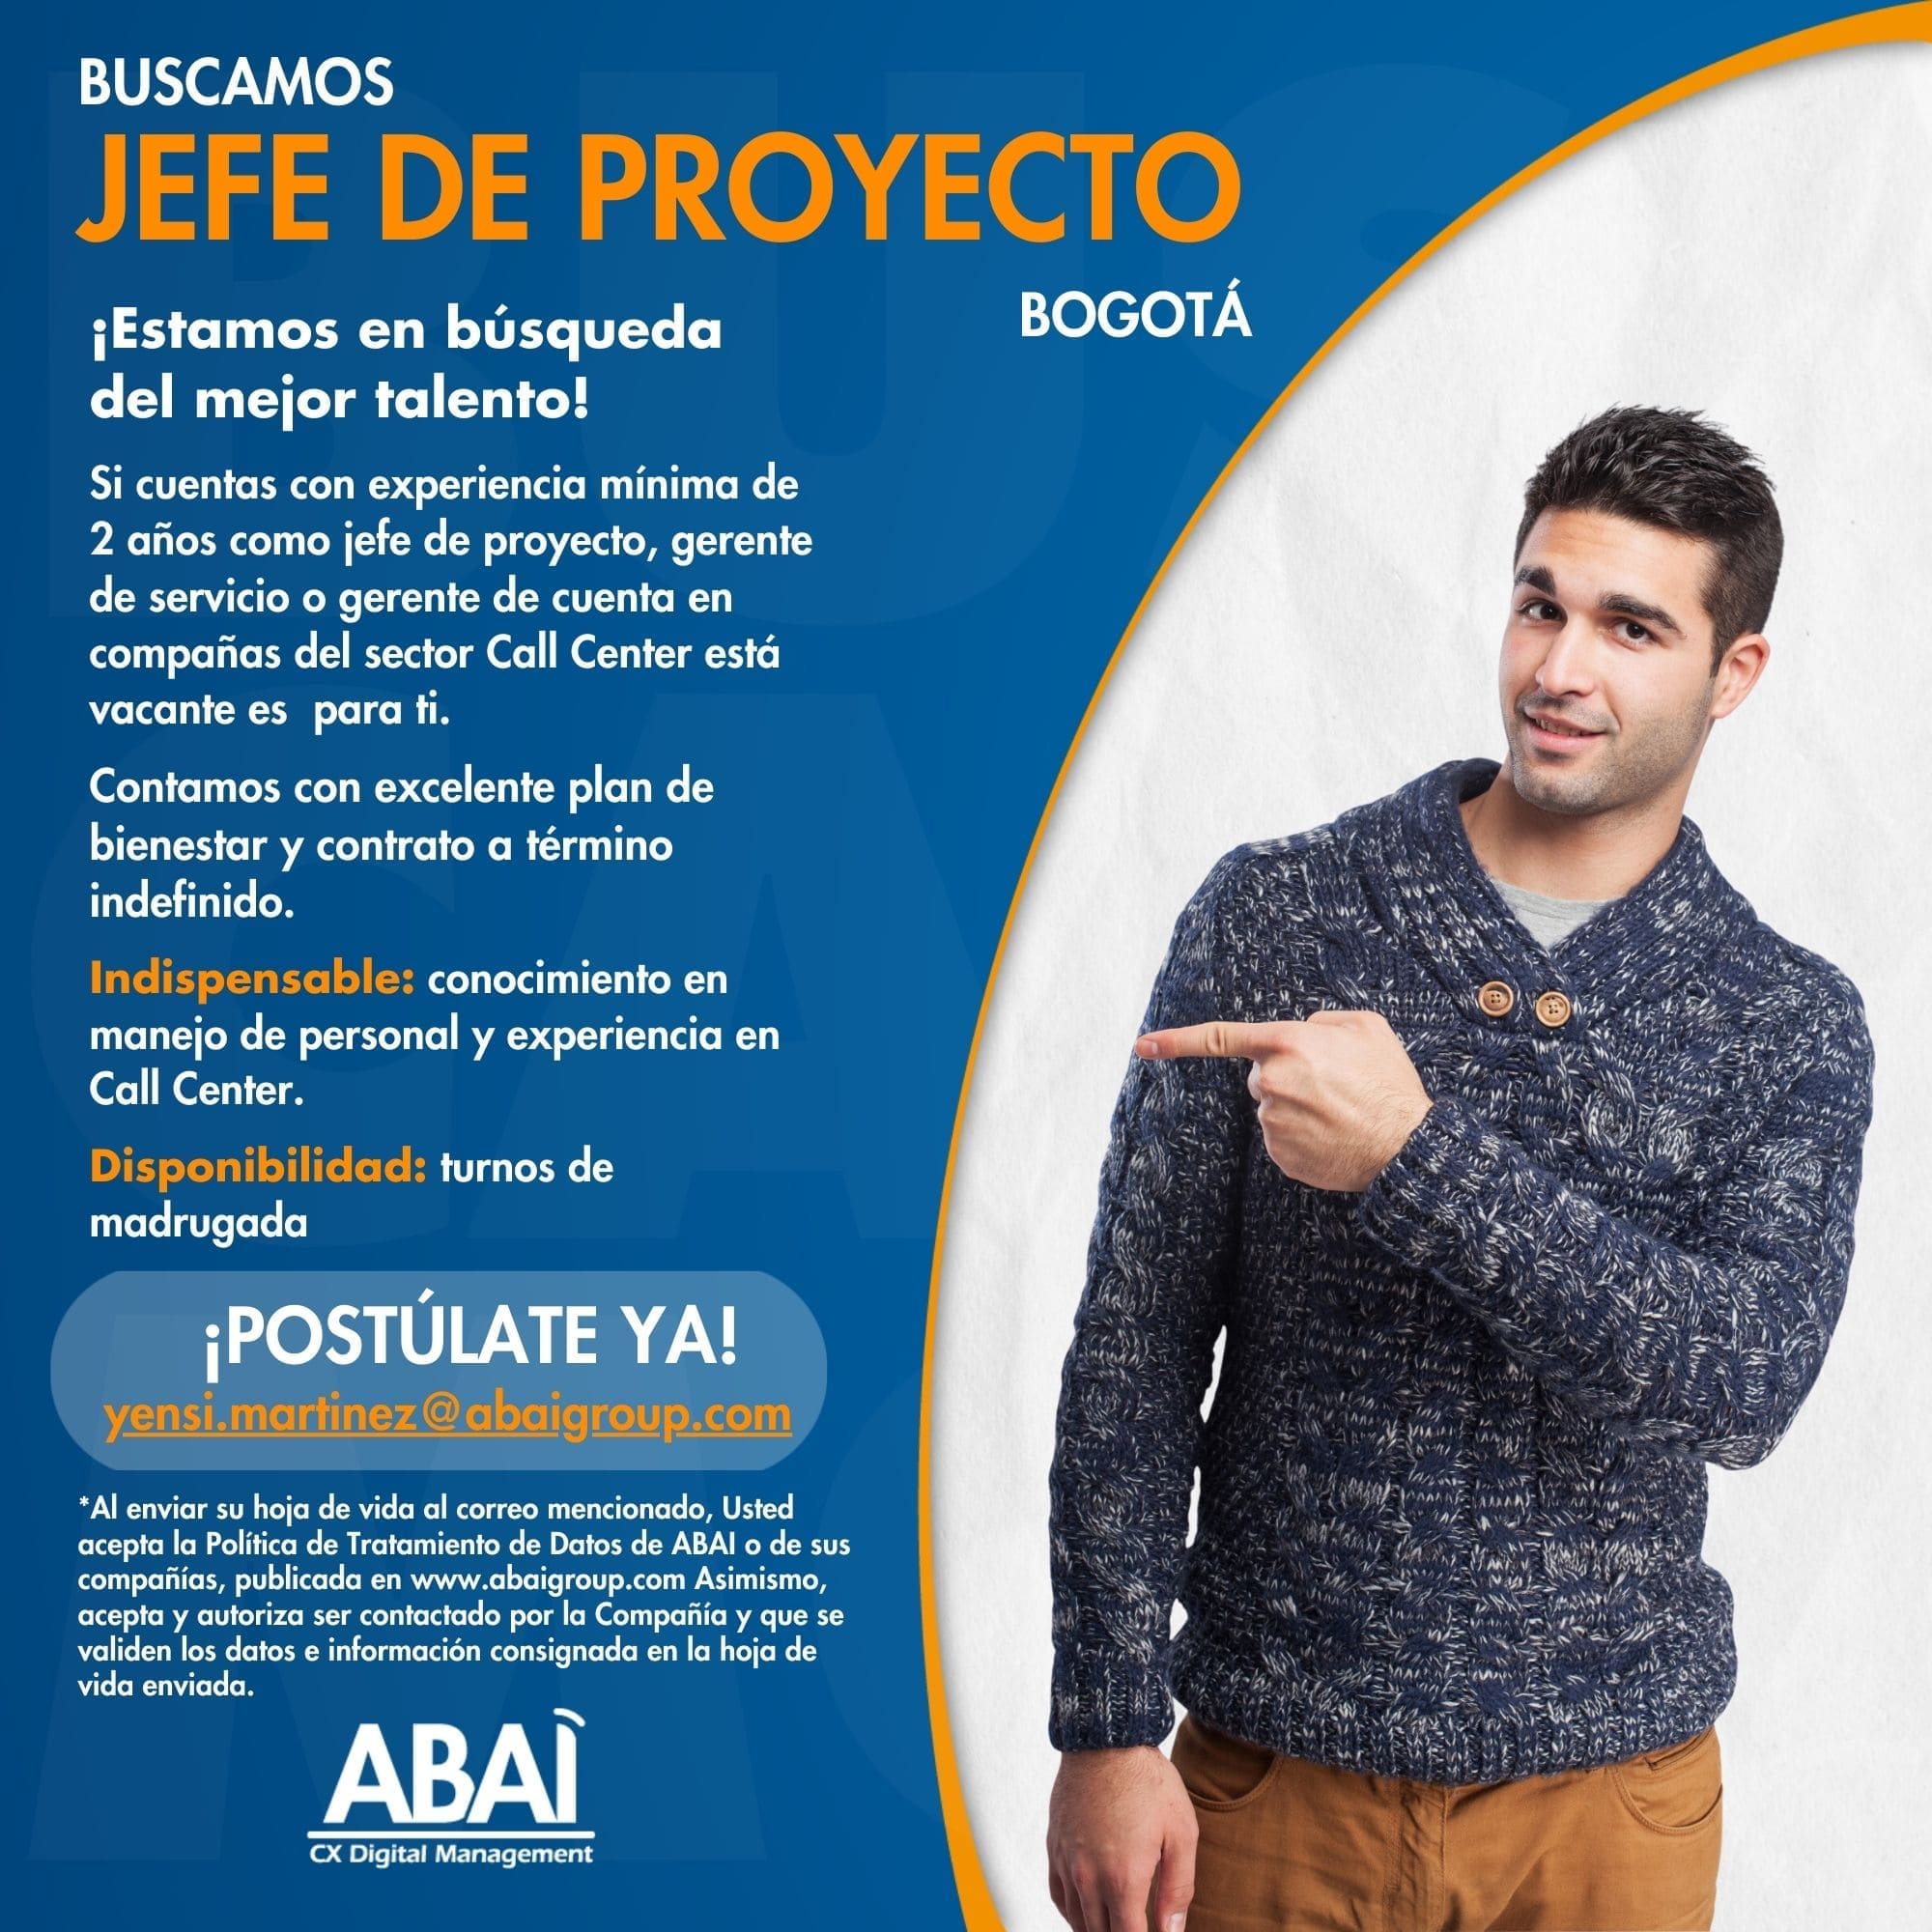 BUSCAMOS
JEFE DE PROYECTO
BOGOTÁ
¡Estamos en búsqueda
del mejor talento!
Si cuentas con experiencia mínima de
2 años como jefe de proyecto, gerente
de servicio o gerente de cuenta en
compañas del sector Call Center está
vacante es  para ti.
Contamos con excelente plan de
bienestar y contrato a término
indefinido.
Indispensable: conocimiento en
manejo de personal y experiencia en
Call Center.
Disponibilidad: turnos de
madrugada
¡POSTÚLATE YA!
yensi.martinez@abaigroup.com
*Al enviar su hoja de vida al correo mencionado, Usted
acepta la Política de Tratamiento de Datos de ABAI o de sus
compañías, publicada en www.abaigroup.com Asimismo,
acepta y autoriza ser contactado por la Compañía y que se
validen los datos e información consignada en la hoja de
vida enviada.
ABAÌ
CX Digital Management